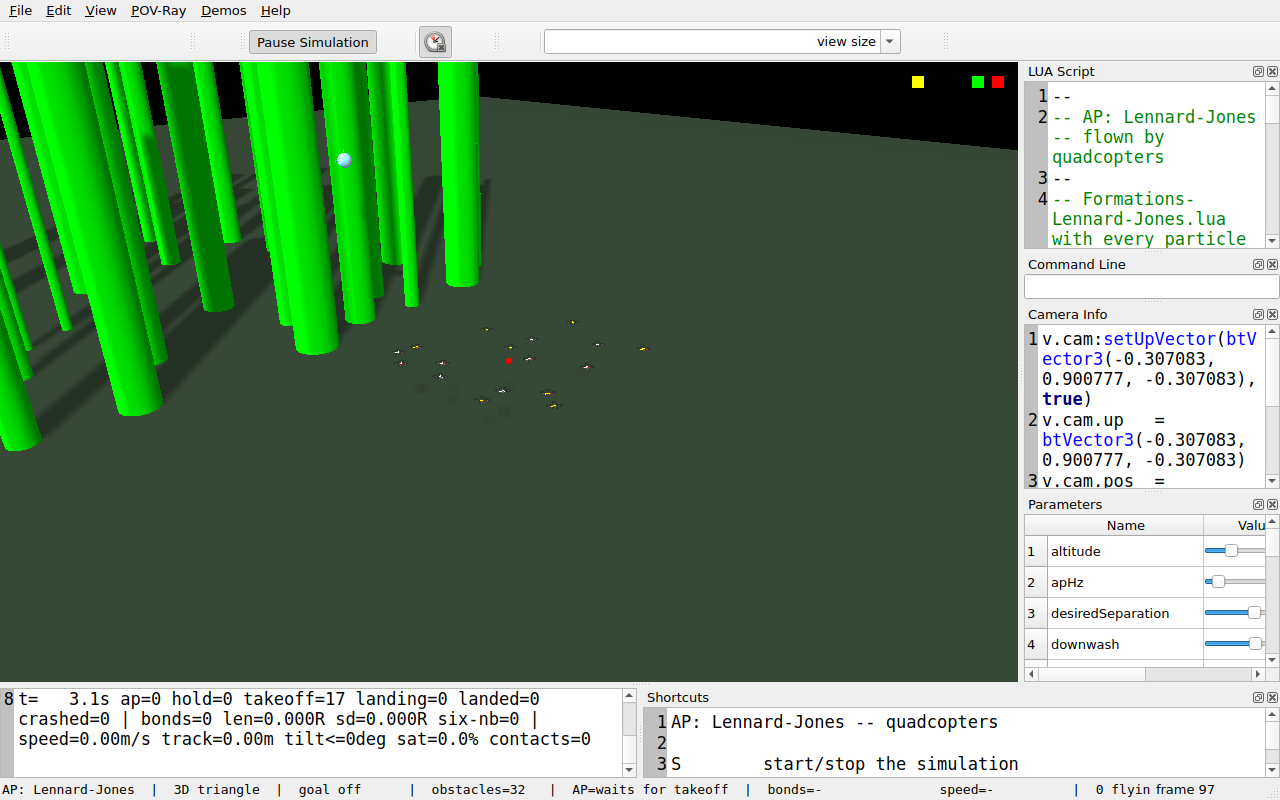 File Edit View POV-Ray Demos Help
Pause Simulation
view size
LUA Script
1 --
2 -- AP: Lennard-Jones
-- flown by
quadcopters
3 --
4 -- Formations-
Lennard-Jones.lua
with every particle
Command Line
Camera Info
1 v.cam:setUpVector(btV
ector3(-0.307083,
0.900777, -0.307083),
true)
2 v.cam.up   =
btVector3(-0.307083,
0.900777, -0.307083)
3 v.cam.pos  =
Parameters
Name Valu
1 altitude
2 apHz
3 desiredSeparation
4 downwash
8 t=   3.1s ap=0 hold=0 takeoff=17 landing=0 landed=0
crashed=0 | bonds=0 len=0.000R sd=0.000R six-nb=0 |
speed=0.00m/s track=0.00m tilt<=0deg sat=0.0% contacts=0
Shortcuts
1 AP: Lennard-Jones -- quadcopters
2
3 S        start/stop the simulation
AP: Lennard-Jones | 3D triangle | goal off | obstacles=32 | AP=waits for takeoff | bonds=- speed=- | 0 flyin frame 97